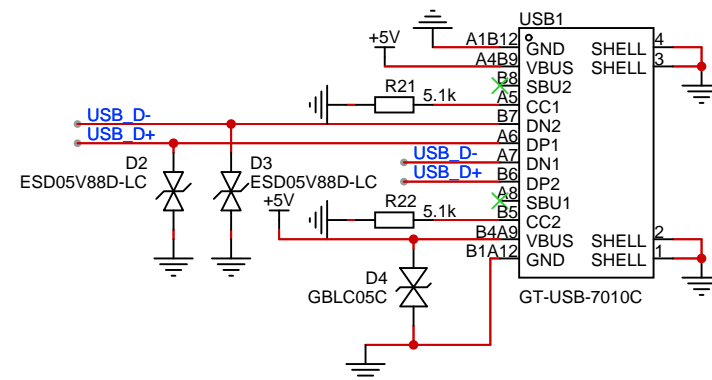 USB1
+5V
A1B12 GND SHELL 4
A4B9 VBUS SHELL 3
B8 SBU2
R21 5.1k A5 CC1
USB_D- B7 DN2
USB_D+ A6 DP1
D2
ESD05V88D-LC
D3
ESD05V88D-LC
USB_D- A7 DN1
USB_D+ B6 DP2
A8 SBU1
+5V
R22 5.1k B5 CC2
B4A9 VBUS SHELL 2
B1A12 GND SHELL 1
D4
GBLC05C
GT-USB-7010C